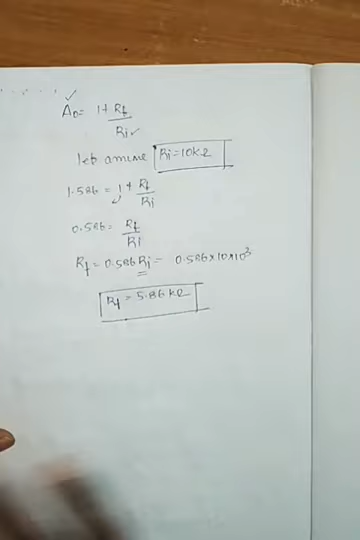 A₀ = 1 + Rf/Ri
let assume Ri = 10KΩ
1.586 = 1 + Rf/Ri
0.586 = Rf/Ri
Rf = 0.586 Ri = 0.586×10×10³
Rf = 5.86 KΩ